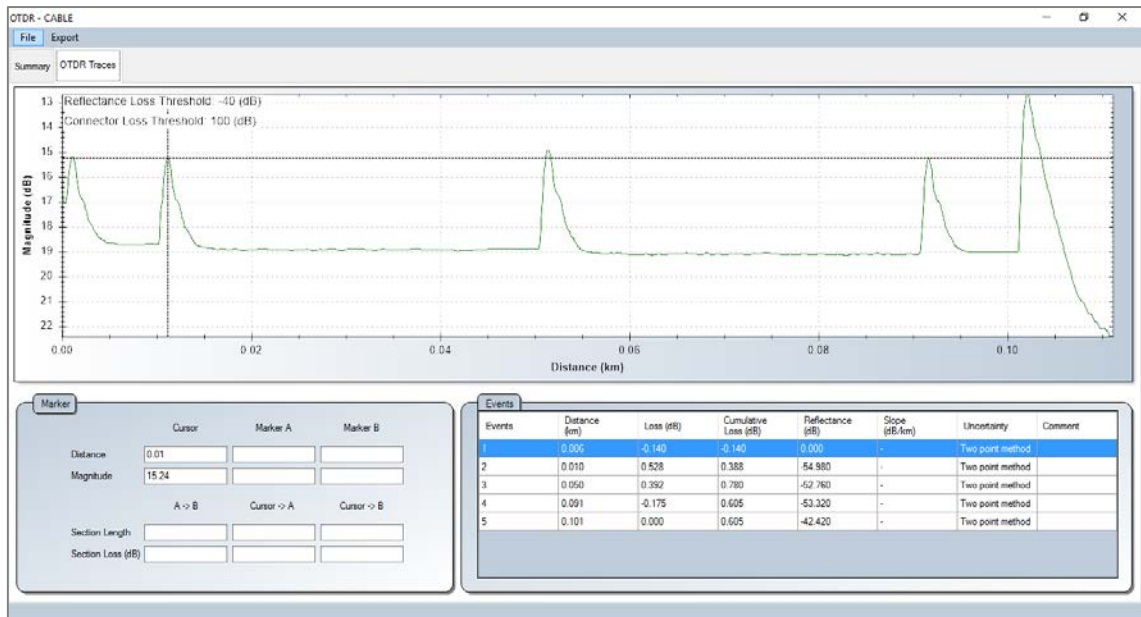 OTDR - CABLE
File Export
Summary OTDR Traces
Reflectance Loss Threshold: -40 (dB)
Connector Loss Threshold: 100 (dB)
Magnitude (dB)
13
14
15
16
17
18
19
20
21
22
0.00 0.02 0.04 0.06 0.08 0.10
Distance (km)
Marker
Cursor Marker A Marker B
Distance 0.01
Magnitude 15.24
A -> B Cursor -> A Cursor -> B
Section Length
Section Loss (dB)
Events
Events Distance (km) Loss (dB) Cumulative Loss (dB) Reflectance (dB) Slope (dB/km) Uncertainty Comment
1 0.006 -0.140 -0.140 0.000 - Two point method
2 0.010 0.528 0.388 -54.980 - Two point method
3 0.050 0.392 0.780 -52.760 - Two point method
4 0.091 -0.175 0.605 -53.320 - Two point method
5 0.101 0.000 0.605 -42.420 - Two point method